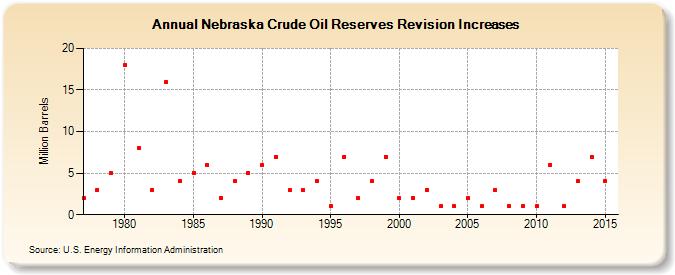 Annual Nebraska Crude Oil Reserves Revision Increases
Million Barrels
20
15
10
5
0
1980 1985 1990 1995 2000 2005 2010 2015
Source: U.S. Energy Information Administration